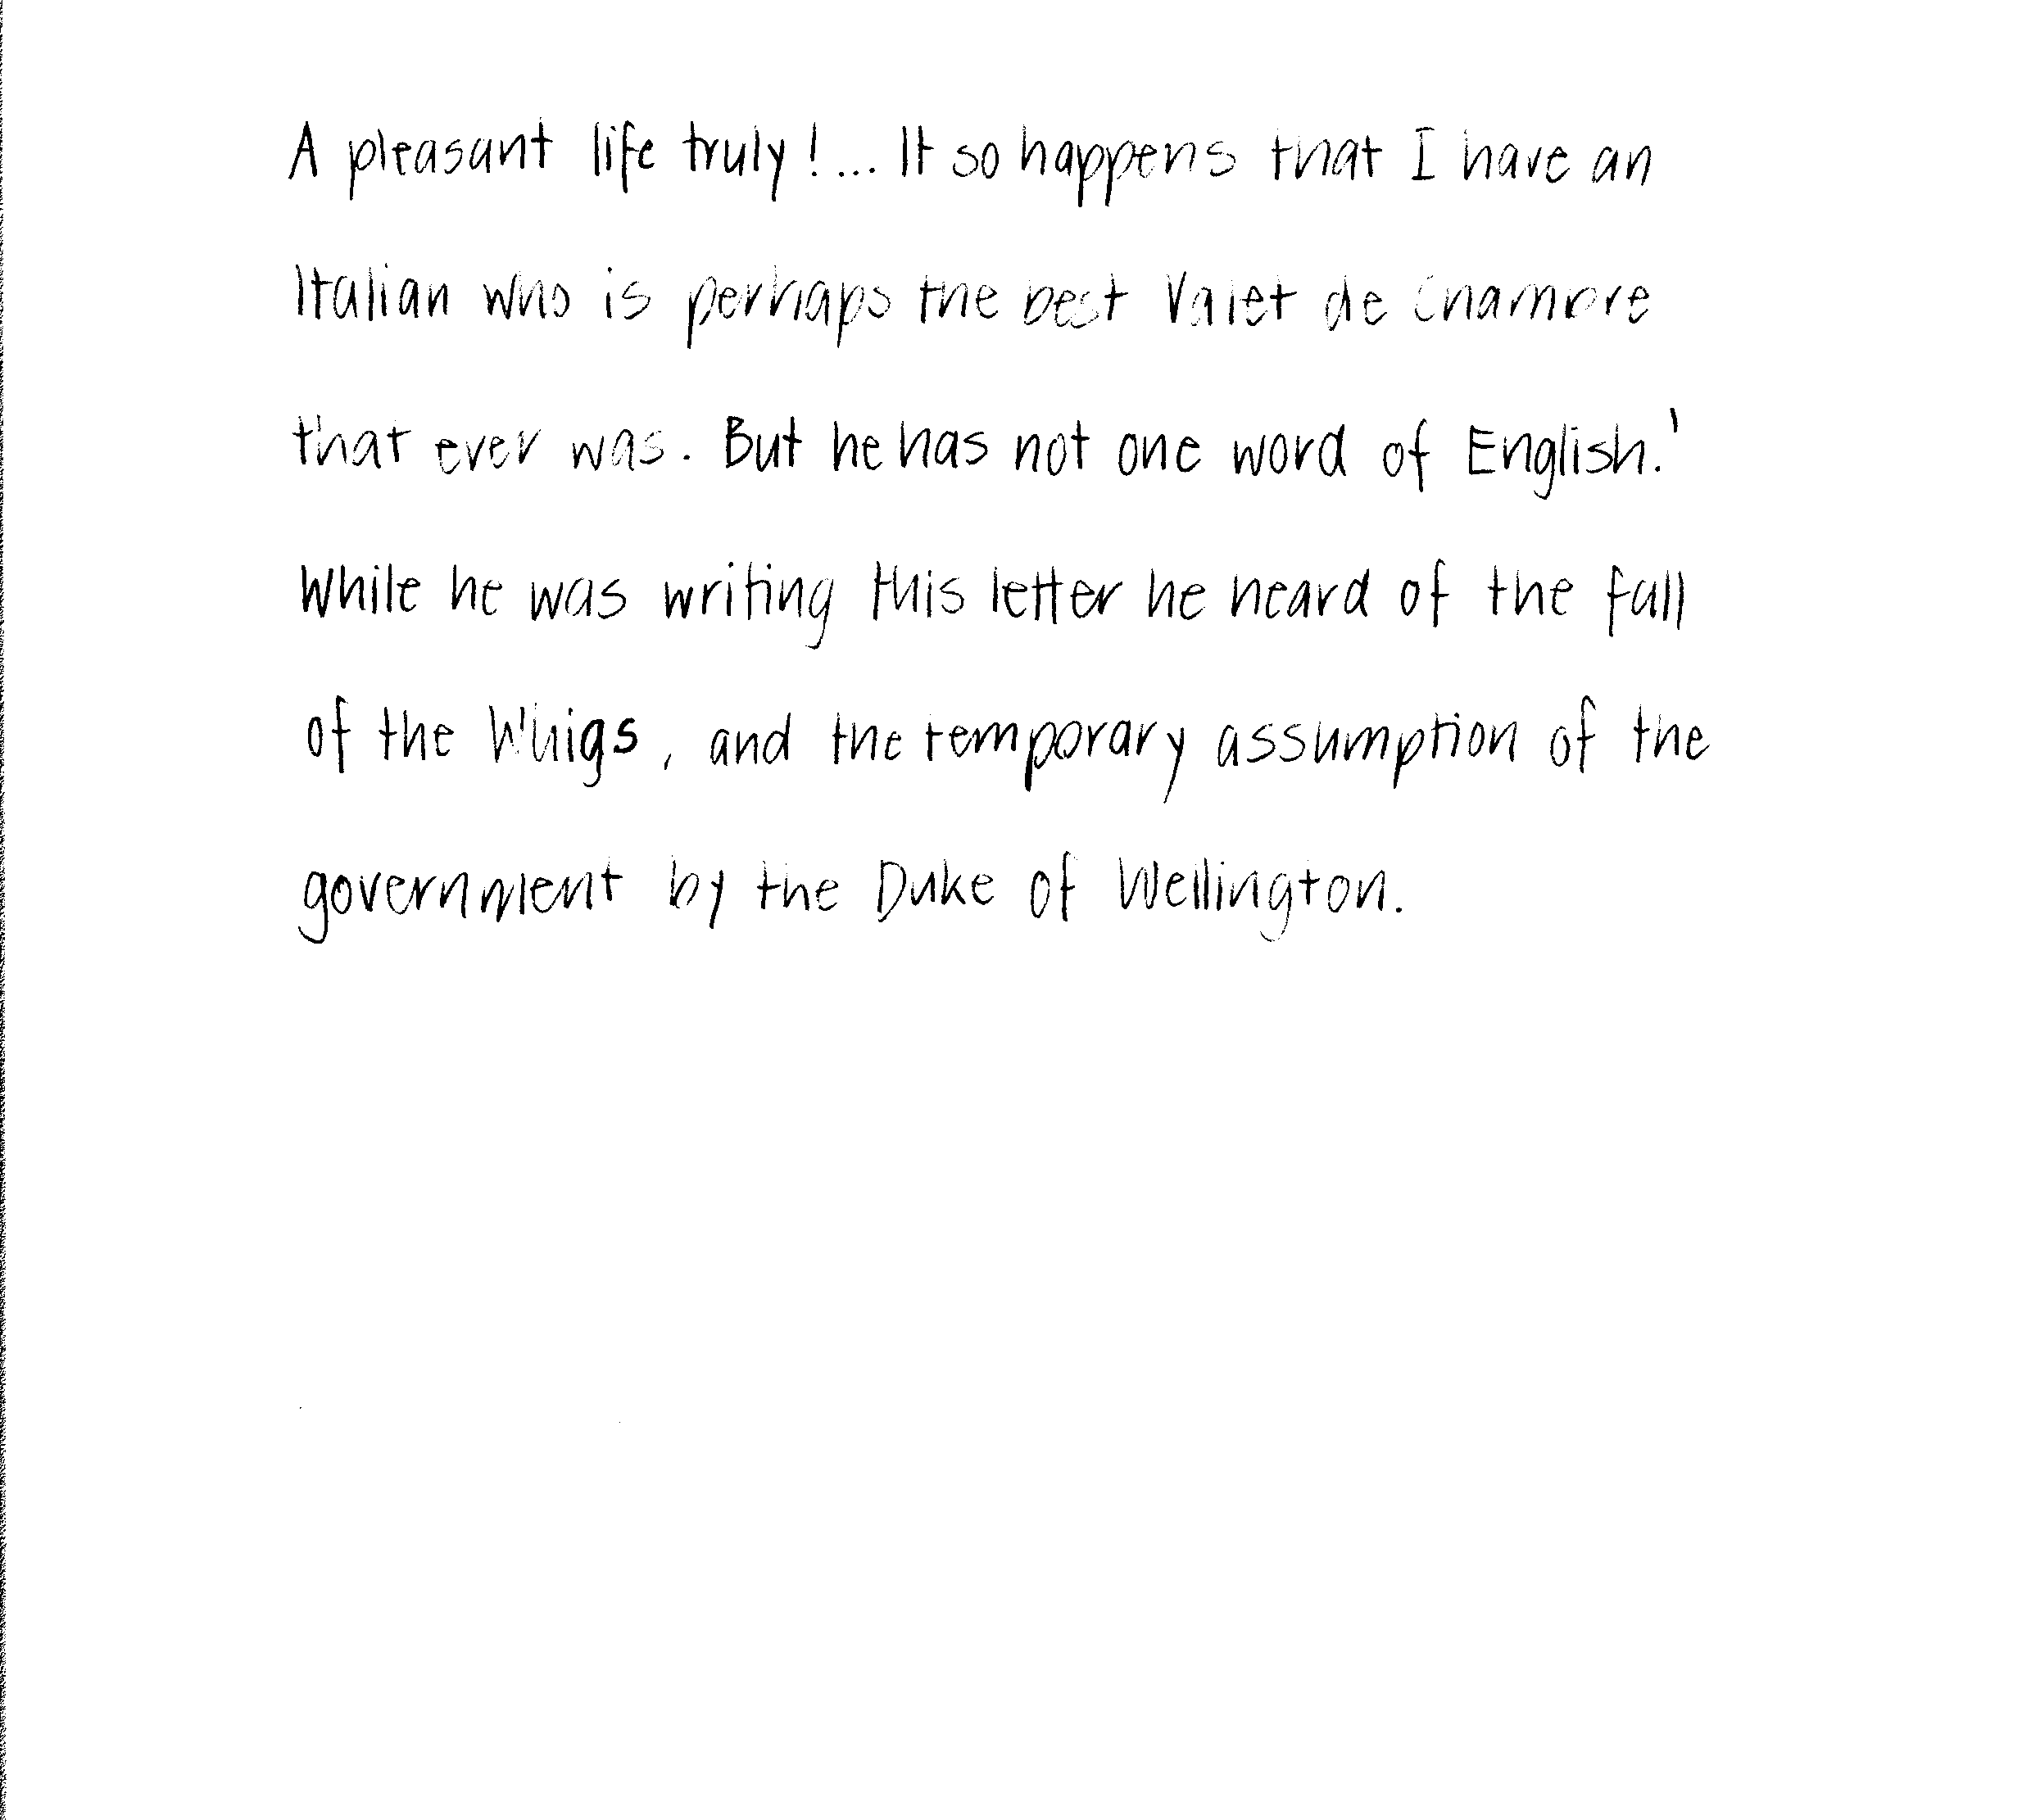 A pleasant life truly!... It so happens that I have an
Italian who is perhaps the best Valet de Chambre
that ever was. But he has not one word of English.'
While he was writing this letter he heard of the fall
of the Whigs, and the temporary assumption of the
government by the Duke of Wellington.